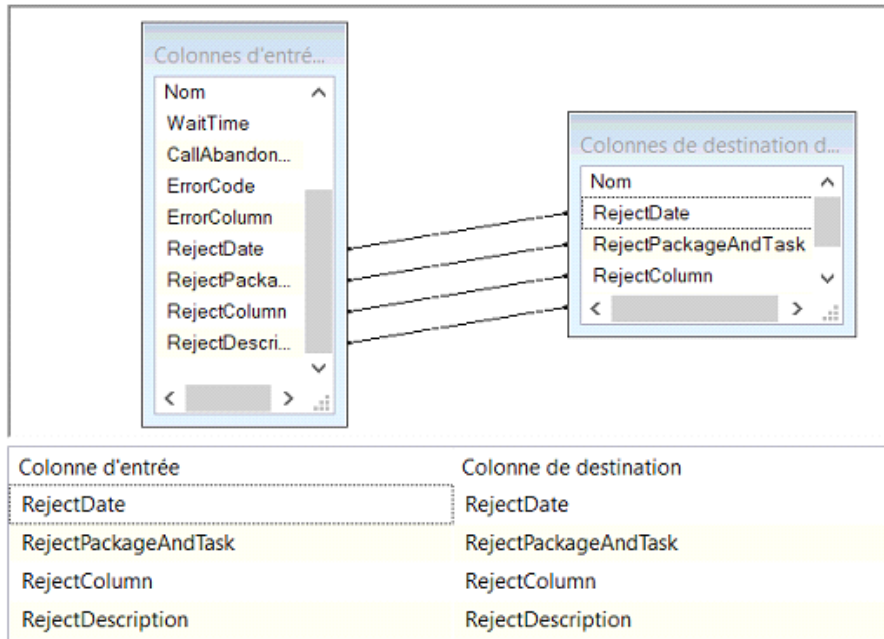 Colonnes d'entré...
Nom
WaitTime
CallAbandon...
ErrorCode
ErrorColumn
RejectDate
RejectPacka...
RejectColumn
RejectDescri...
Colonnes de destination d...
Nom
RejectDate
RejectPackageAndTask
RejectColumn
Colonne d'entrée Colonne de destination
RejectDate RejectDate
RejectPackageAndTask RejectPackageAndTask
RejectColumn RejectColumn
RejectDescription RejectDescription